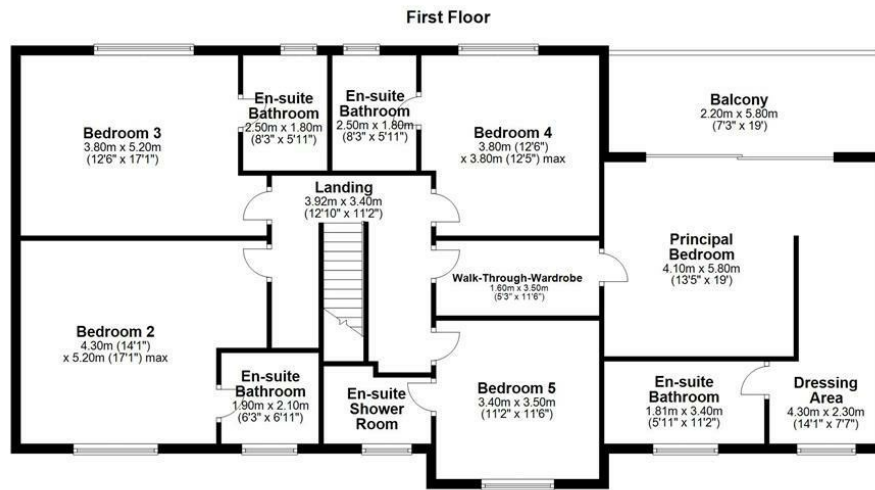 First Floor
Bedroom 3
3.80m x 5.20m
(12'6" x 17'1")
En-suite
Bathroom
2.50m x 1.80m
(8'3" x 5'11")
En-suite
Bathroom
2.50m x 1.80m
(8'3" x 5'11")
Bedroom 4
3.80m (12'6")
x 3.80m (12'5") max
Balcony
2.20m x 5.80m
(7'3" x 19')
Landing
3.92m x 3.40m
(12'10" x 11'2")
Principal
Bedroom
4.10m x 5.80m
(13'5" x 19')
Walk-Through-Wardrobe
1.60m x 3.50m
(5'3" x 11'6")
Bedroom 2
4.30m (14'1")
x 5.20m (17'1") max
En-suite
Bathroom
1.90m x 2.10m
(6'3" x 6'11")
En-suite
Shower
Room
Bedroom 5
3.40m x 3.50m
(11'2" x 11'6")
En-suite
Bathroom
1.81m x 3.40m
(5'11" x 11'2")
Dressing
Area
4.30m x 2.30m
(14'1" x 7'7")